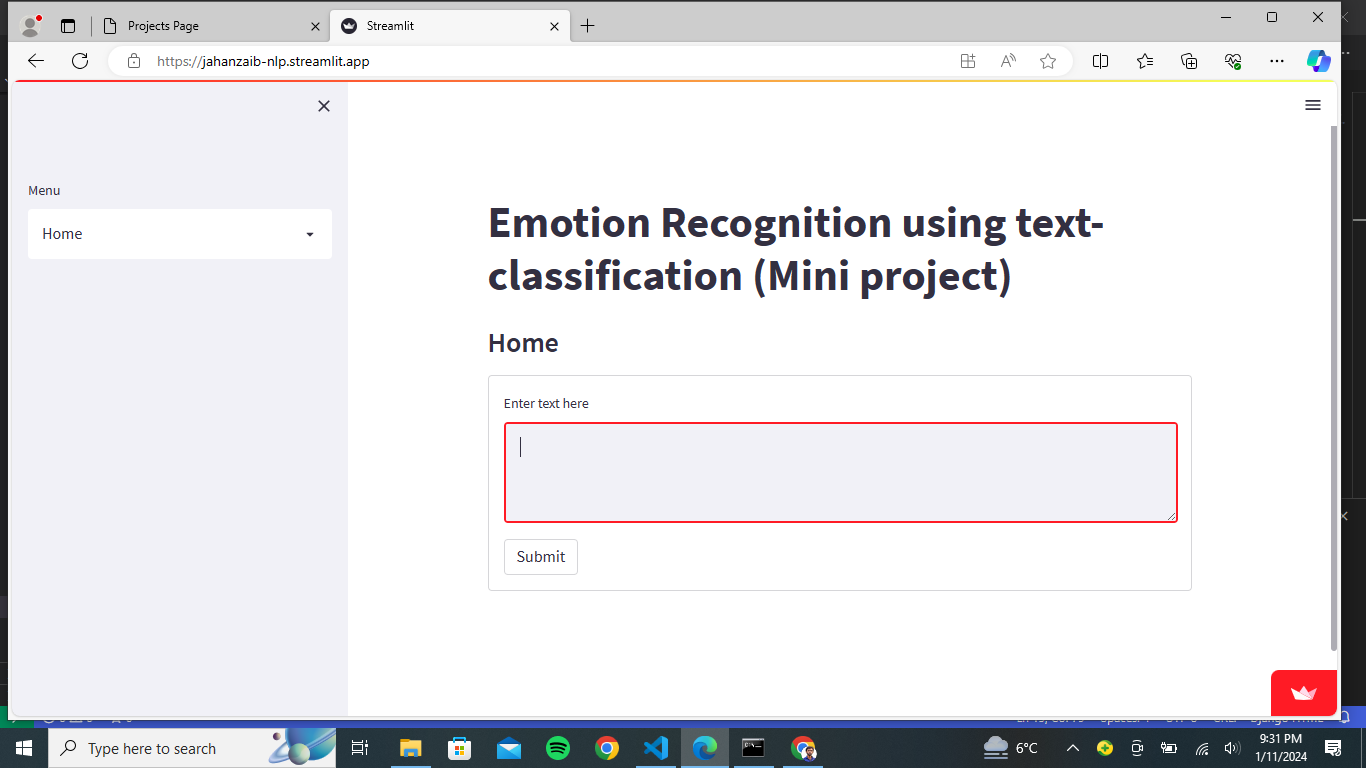 Projects Page
Streamlit
https://jahanzaib-nlp.streamlit.app
Menu
Home
Emotion Recognition using text-
classification (Mini project)
Home
Enter text here
Submit
Type here to search
6°C
9:31 PM
1/11/2024